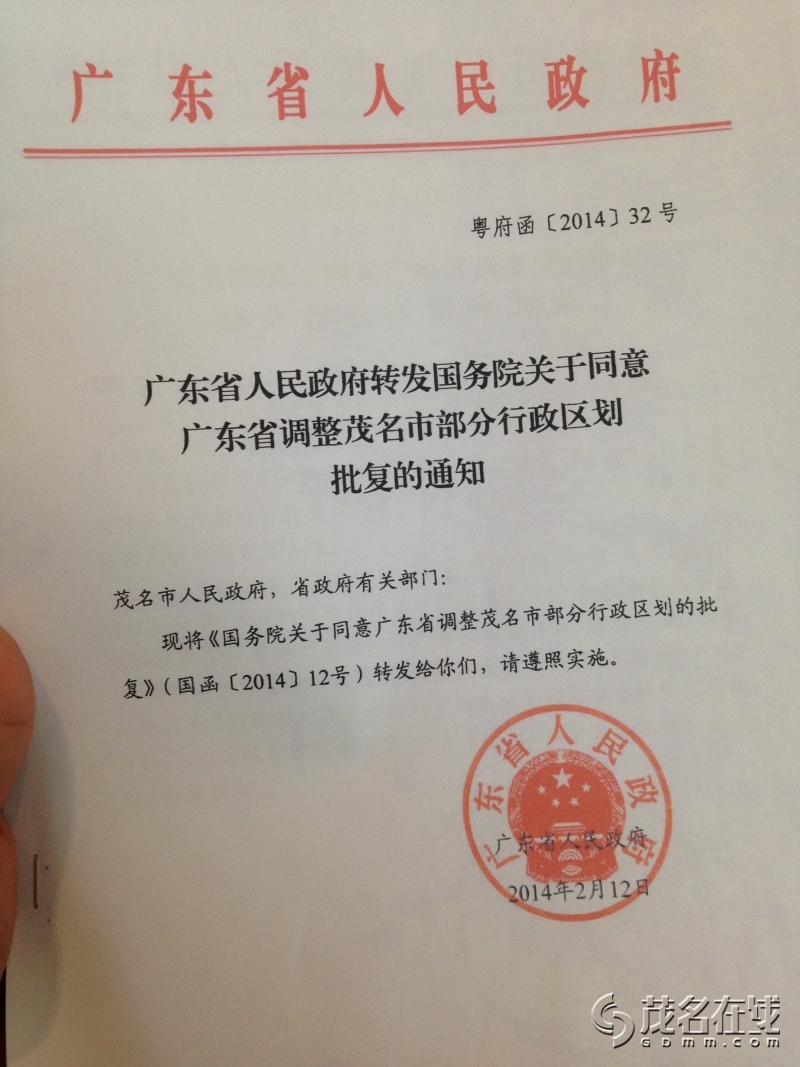 广东省人民政府
粤府函〔2014〕32号
广东省人民政府转发国务院关于同意
广东省调整茂名市部分行政区划
批复的通知
茂名市人民政府，省政府有关部门：
现将《国务院关于同意广东省调整茂名市部分行政区划的批
复》（国函〔2014〕12号）转发给你们，请遵照实施。
广东省人民政府
广东省人民政府
2014年2月12日
茂名在线
GDMM.COM